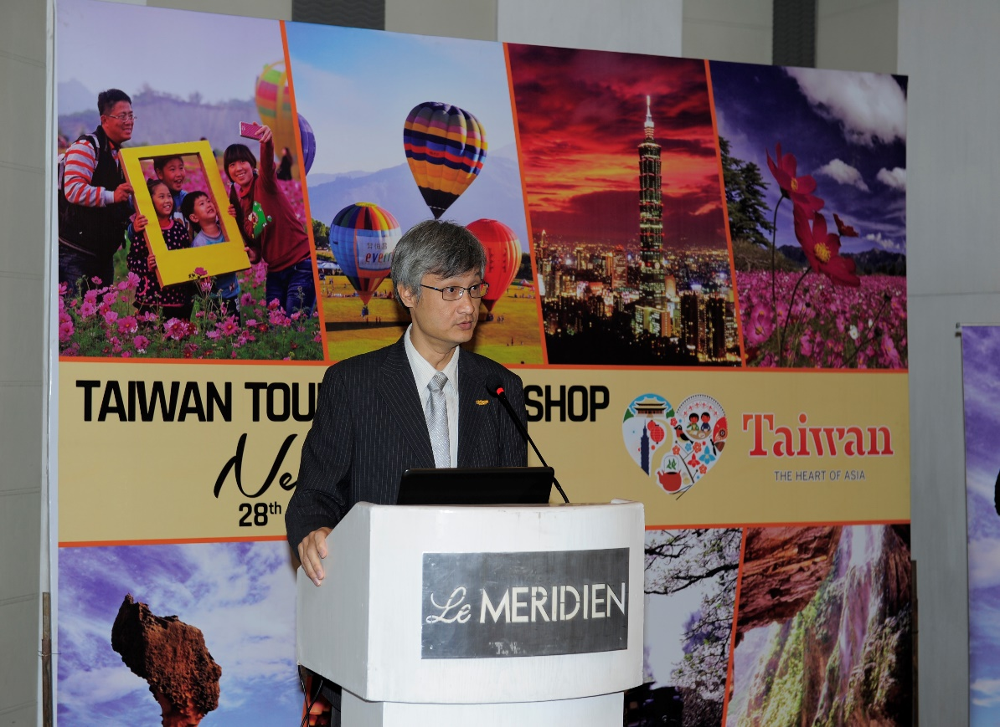 TAIWAN TOU SHOP
Ne
28th
Taiwan
THE HEART OF ASIA
Le MERIDIEN